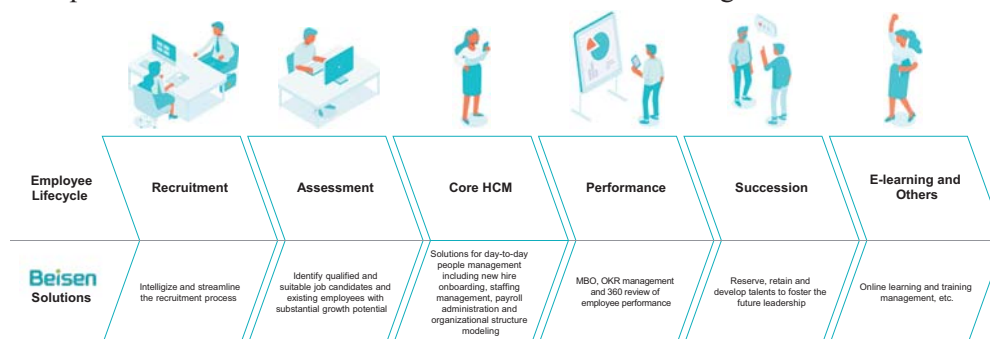 Employee
Lifecycle
Recruitment
Assessment
Core HCM
Performance
Succession
E-learning and
Others
Beisen
Solutions
Intelligize and streamline
the recruitment process
Identify qualified and
suitable job candidates and
existing employees with
substantial growth potential
Solutions for day-to-day
people management
including new hire
onboarding, staffing
management, payroll
administration and
organizational structure
modeling
MBO, OKR management
and 360 review of
employee performance
Reserve, retain and
develop talents to foster the
future leadership
Online learning and training
management, etc.